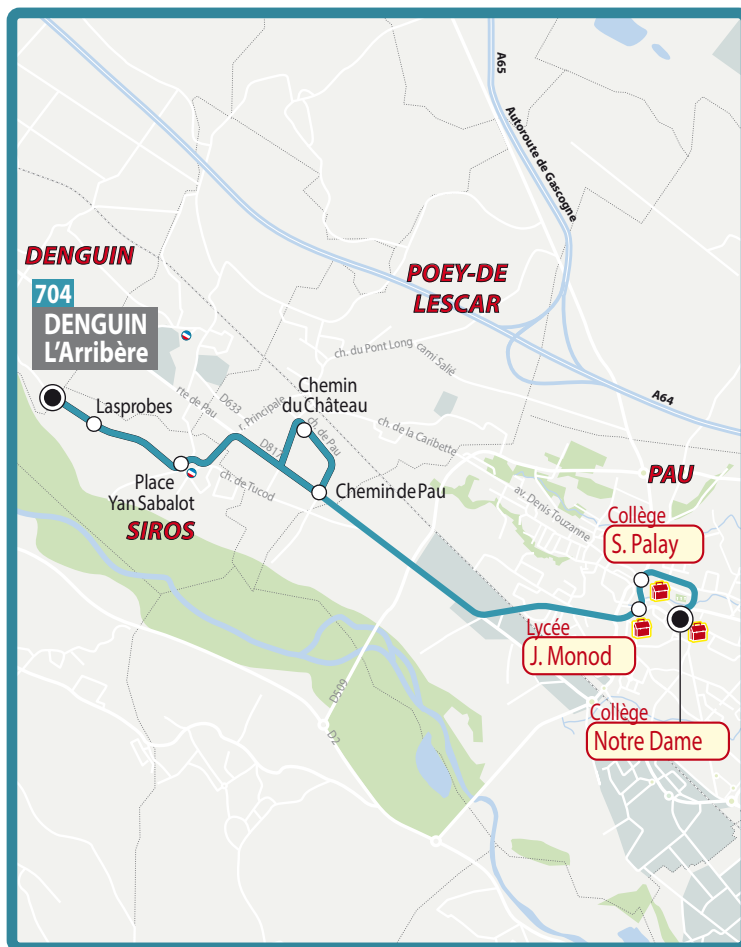 A65
Autoroute de Gascogne
DENGUIN
704
DENGUIN
L'Arribère
POEY-DE
LESCAR
ch. du Pont Long
camj Salié
A64
rte de Pau
D633
r. Principale
D817
Lasprobes
Chemin
du Château
ch. de Pau
ch. de la Caribette
Place
Yan Sabalot
SIROS
ch. de Tucod
Chemin de Pau
av. Denis Touzanne
PAU
Collège
S. Palay
Lycée
J. Monod
Collège
Notre Dame
D509
D2